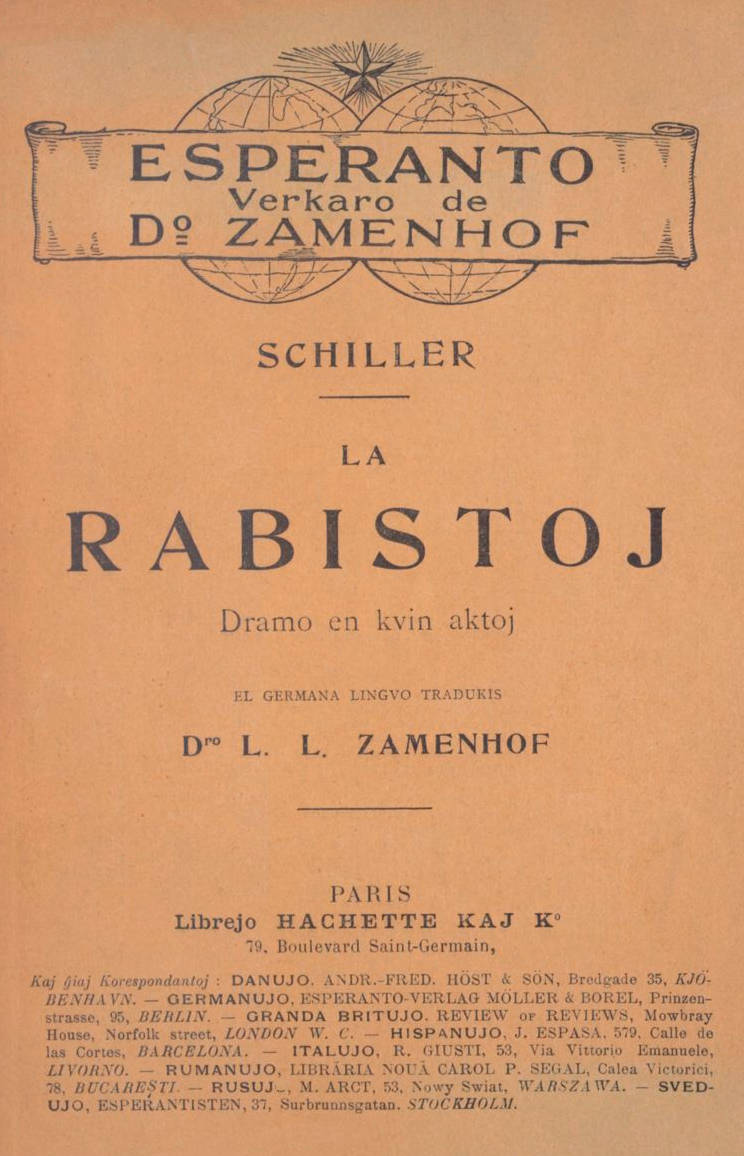 ESPERANTO
Verkaro de
Dº ZAMENHOF
SCHILLER
LA
RABISTOJ
Dramo en kvin aktoj
EL GERMANA LINGVO TRADUKIS
Dro L. L. ZAMENHOF
PARIS
Librejo HACHETTE KAJ Kº
79, Boulevard Saint-Germain,
Kaj ĝiaj Korespondantoj : DANUJO. ANDR.-FRED. HÖST & SÖN, Bredgade 35, KJÖ-
BENHAVN. — GERMANUJO, ESPERANTO-VERLAG MÖLLER & BOREL, Prinzen-
strasse, 95, BERLIN. — GRANDA BRITUJO. REVIEW OF REVIEWS, Mowbray
House, Norfolk street, LONDON W. C. — HISPANUJO, J. ESPASA, 579, Calle de
las Cortes, BARCELONA. — ITALUJO, R. GIUSTI, 53, Via Vittorio Emanuele,
LIVORNO. — RUMANUJO, LIBRĂRIA NOUĂ CAROL P. SEGAL, Calea Victorici,
78, BUCAREŞTI. — M. ARCT, 53, Nowy Swiat, WARSZAWA. — SVED-
UJO, ESPERANTISTEN, 37, Surbrunnsgatan. STOCKHOLM.